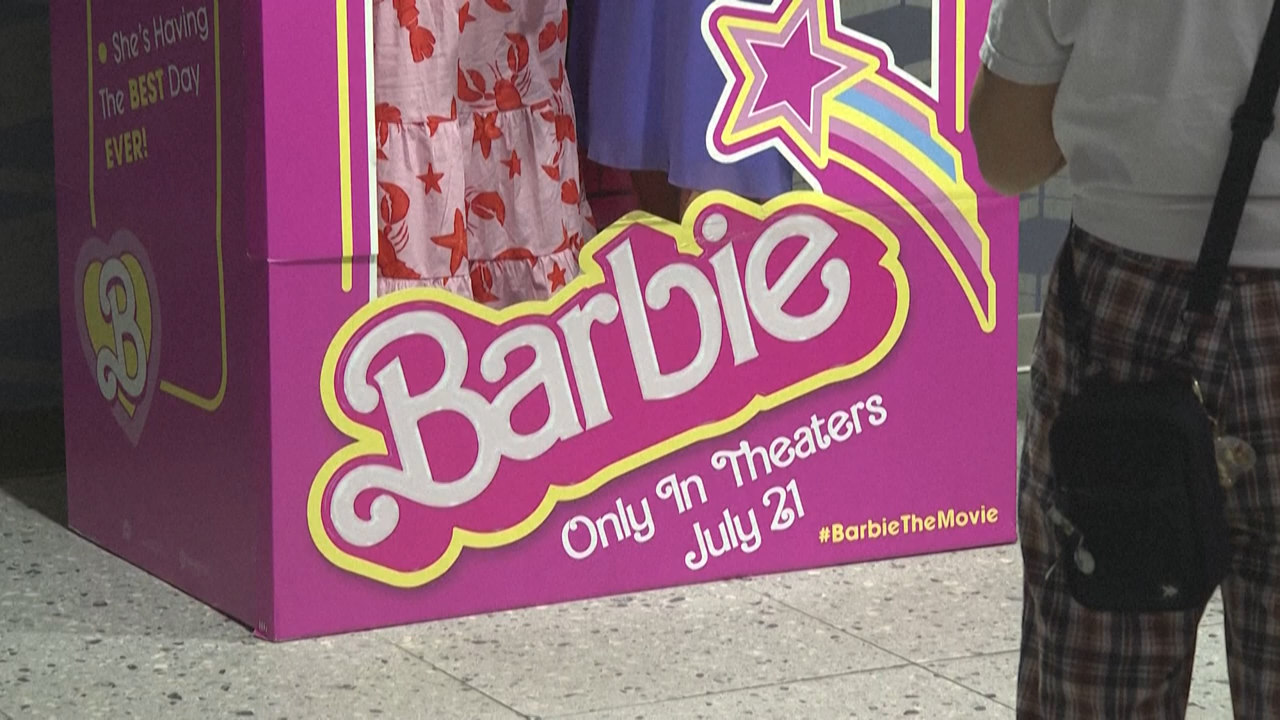 • She's Having
The BEST Day
EVER!
B
Barbie
Only In Theaters
July 21
#BarbieTheMovie